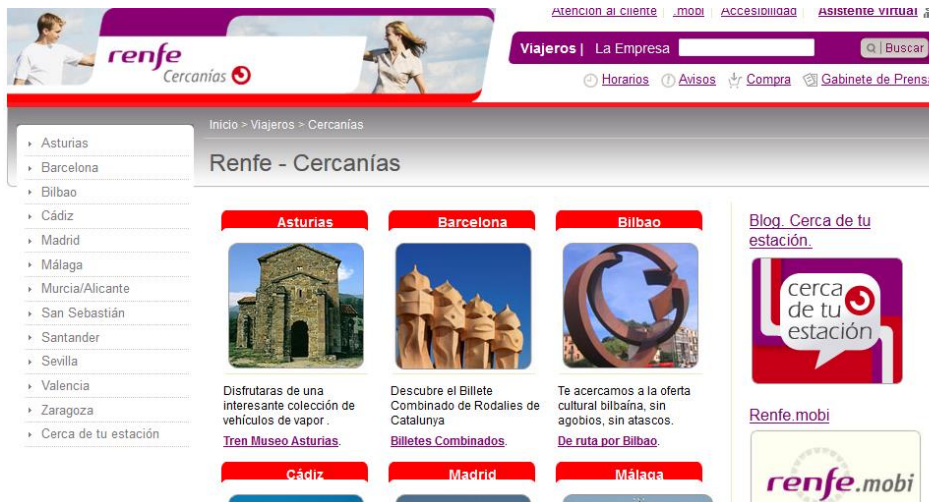 Atención al cliente | .mobi | Accesibilidad | Asistente virtual
renfe
Cercanías
Viajeros | La Empresa
Buscar
Horarios Avisos Compra Gabinete de Prens
Inicio > Viajeros > Cercanías
Renfe - Cercanías
Asturias
Barcelona
Bilbao
Cádiz
Madrid
Málaga
Murcia/Alicante
San Sebastián
Santander
Sevilla
Valencia
Zaragoza
Cerca de tu estación
Asturias
Disfrutaras de una
interesante colección de
vehículos de vapor .
Tren Museo Asturias.
Barcelona
Descubre el Billete
Combinado de Rodalies de
Catalunya
Billetes Combinados.
Bilbao
Te acercamos a la oferta
cultural bilbaína, sin
agobios, sin atascos.
De ruta por Bilbao.
Cádiz
Madrid
Málaga
Blog. Cerca de tu
estación.
cerca
de tu
estación
Renfe.mobi
renfe.mobi